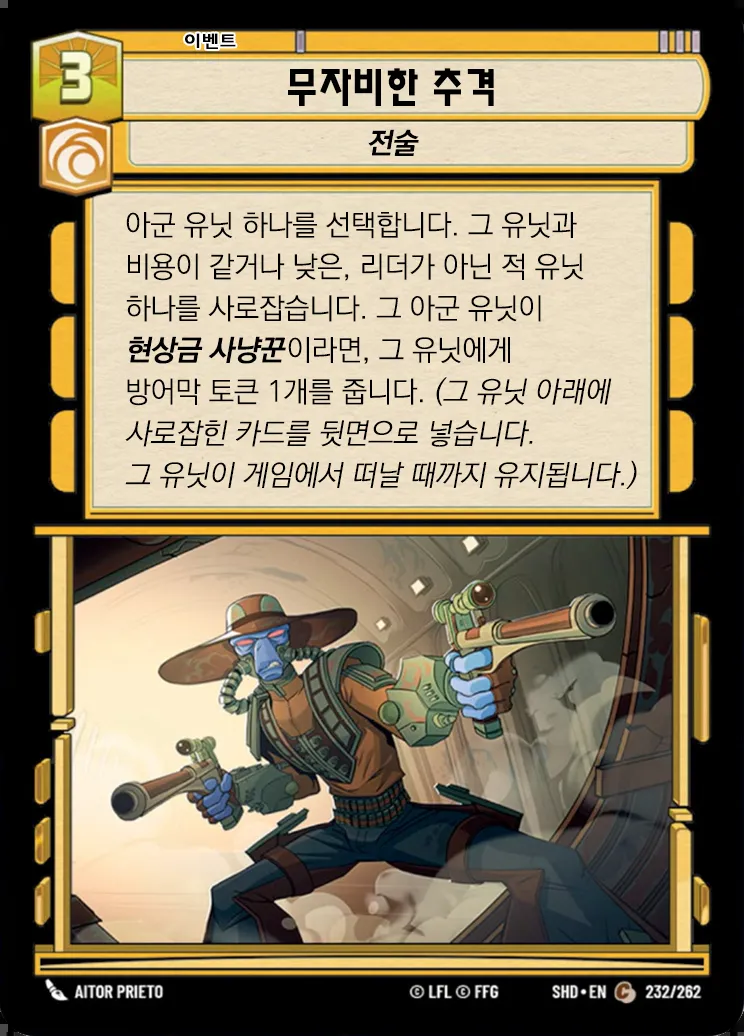 이벤트
3
무자비한 추격
전술
아군 유닛 하나를 선택합니다. 그 유닛과
비용이 같거나 낮은, 리더가 아닌 적 유닛
하나를 사로잡습니다. 그 아군 유닛이
현상금 사냥꾼이라면, 그 유닛에게
방어막 토큰 1개를 줍니다. (그 유닛 아래에
사로잡힌 카드를 뒷면으로 넣습니다.
그 유닛이 게임에서 떠날 때까지 유지됩니다.)
AITOR PRIETO
© LFL © FFG
SHD • EN C 232/262